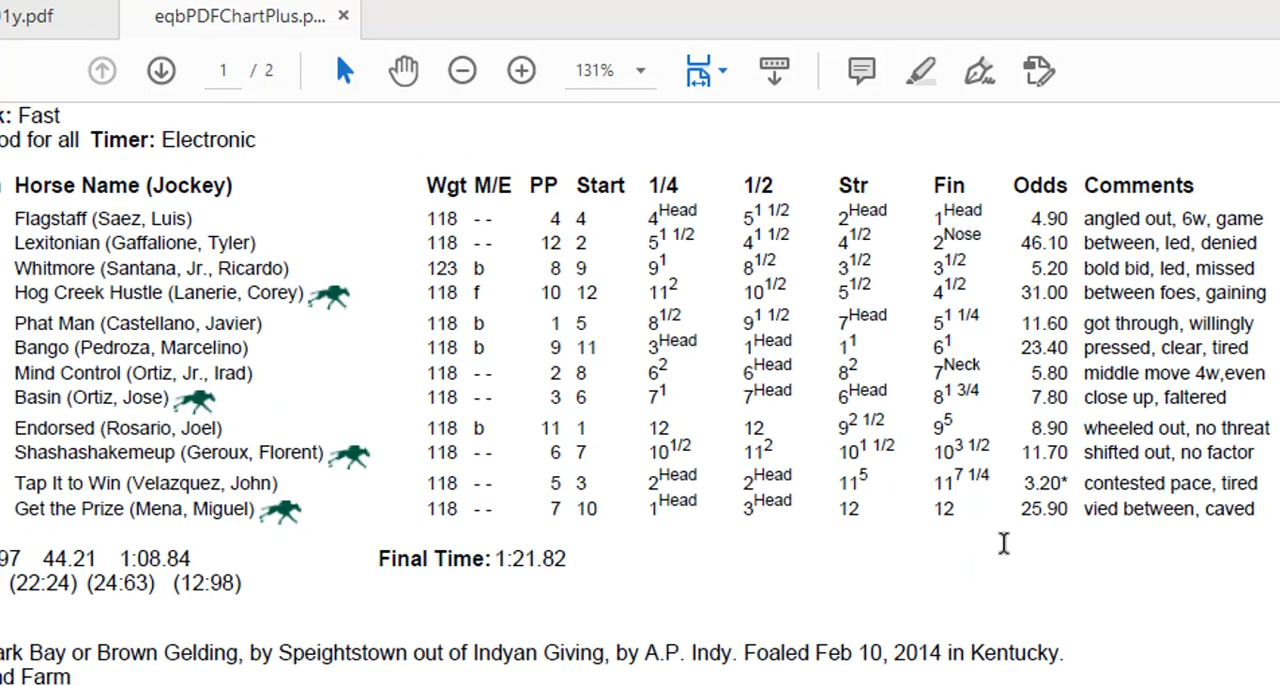 1y.pdf eqbPDFChartPlus.p... ×
1 / 2 131%
k: Fast
od for all Timer: Electronic
Horse Name (Jockey) Wgt M/E PP Start 1/4 1/2 Str Fin Odds Comments
Flagstaff (Saez, Luis) 118 - - 4 4 4Head 51 1/2 2Head 1Head 4.90 angled out, 6w, game
Lexitonian (Gaffalione, Tyler) 118 - - 12 2 51 1/2 41 1/2 41/2 2Nose 46.10 between, led, denied
Whitmore (Santana, Jr., Ricardo) 123 b 8 9 91 81/2 31/2 31/2 5.20 bold bid, led, missed
Hog Creek Hustle (Lanerie, Corey) 118 f 10 12 112 101/2 51/2 41/2 31.00 between foes, gaining
Phat Man (Castellano, Javier) 118 b 1 5 81/2 91 1/2 7Head 51 1/4 11.60 got through, willingly
Bango (Pedroza, Marcelino) 118 b 9 11 3Head 1Head 11 61 23.40 pressed, clear, tired
Mind Control (Ortiz, Jr., Irad) 118 - - 2 8 62 6Head 82 7Neck 5.80 middle move 4w,even
Basin (Ortiz, Jose) 118 - - 3 6 71 7Head 6Head 81 3/4 7.80 close up, faltered
Endorsed (Rosario, Joel) 118 b 11 1 12 12 92 1/2 95 8.90 wheeled out, no threat
Shashashakemeup (Geroux, Florent) 118 - - 6 7 101/2 112 101 1/2 103 1/2 11.70 shifted out, no factor
Tap It to Win (Velazquez, John) 118 - - 5 3 2Head 2Head 115 117 1/4 3.20* contested pace, tired
Get the Prize (Mena, Miguel) 118 - - 7 10 1Head 3Head 12 12 25.90 vied between, caved
97 44.21 1:08.84 Final Time: 1:21.82
(22:24) (24:63) (12:98)
ark Bay or Brown Gelding, by Speightstown out of Indyan Giving, by A.P. Indy. Foaled Feb 10, 2014 in Kentucky.
nd Farm